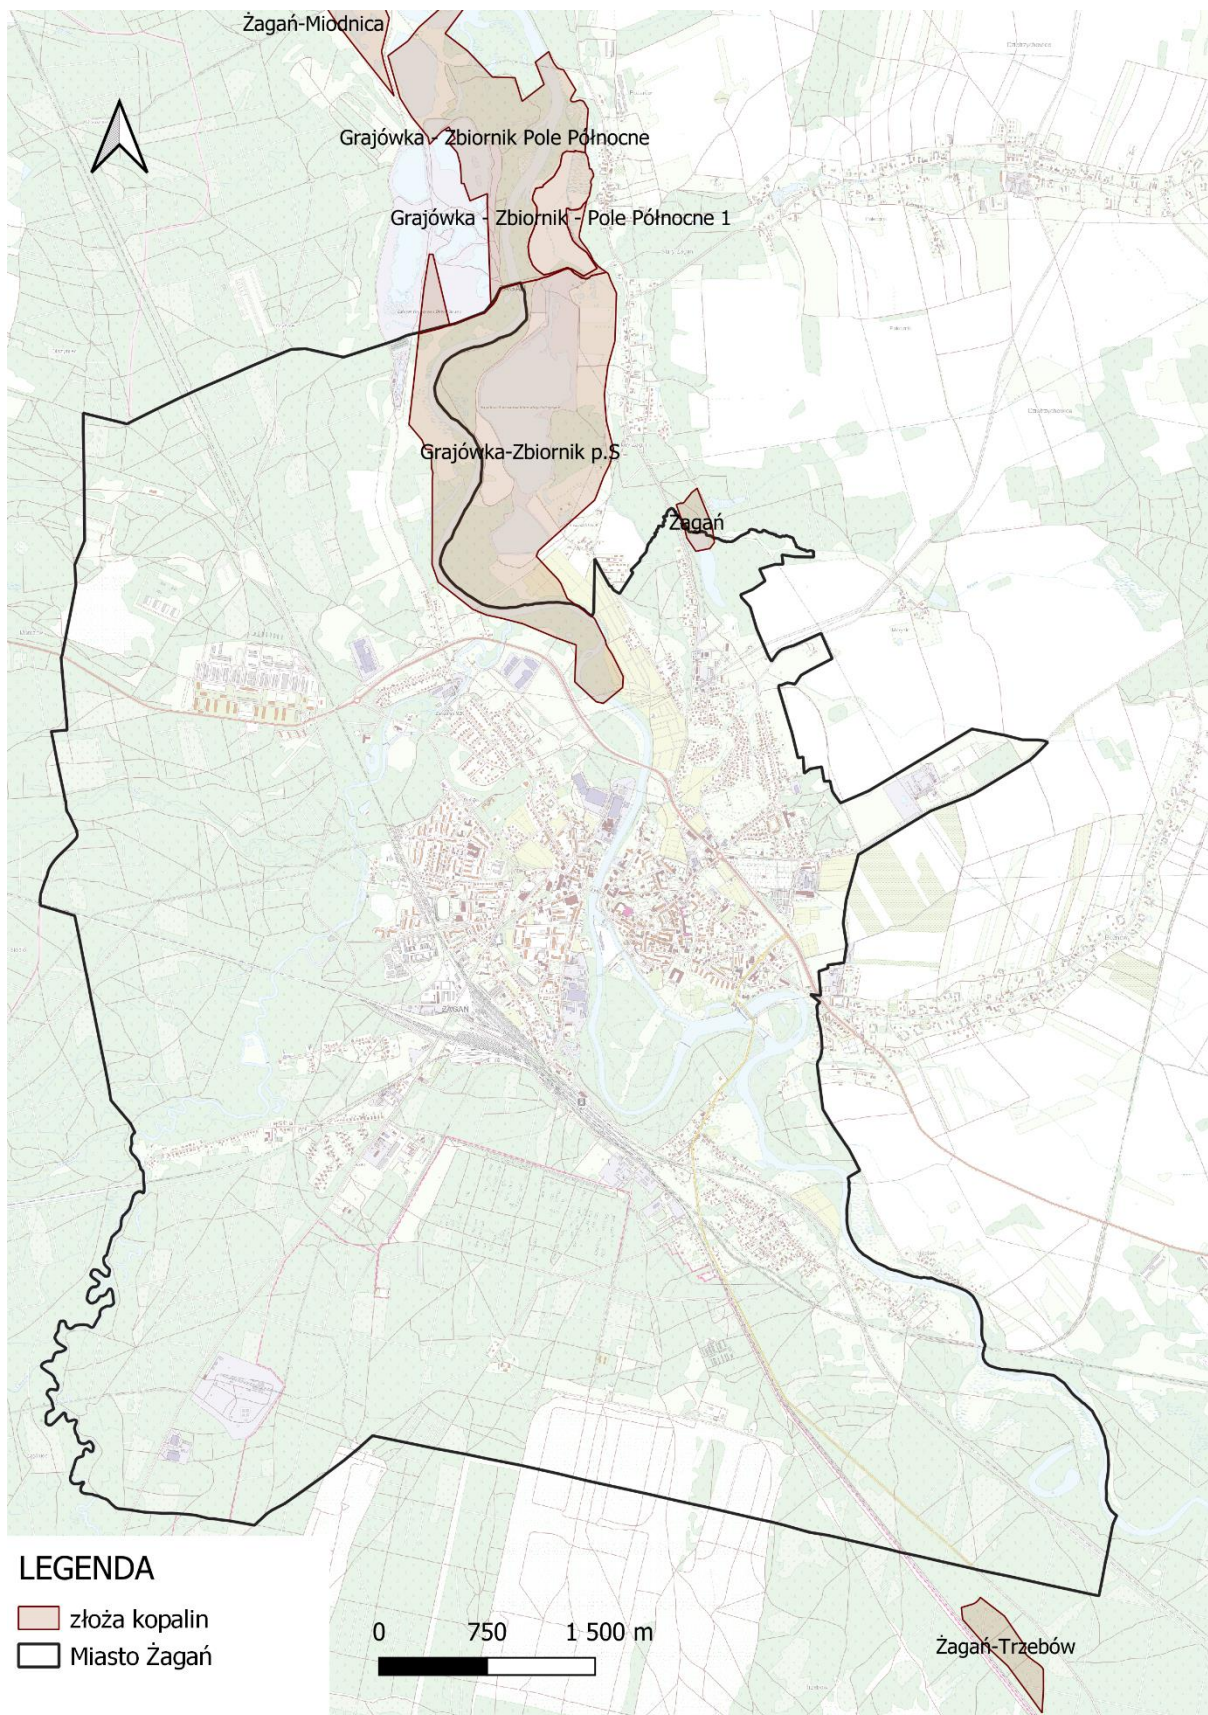 Żagań-Miodnica
Grajówka - Zbiornik Pole Północne
Grajówka - Zbiornik - Pole Północne 1
Grajówka-Zbiornik p.S
Żagań
ŻAGAŃ
LEGENDA
złoża kopalin
Miasto Żagań
0 750 1 500 m
Żagań-Trzebów